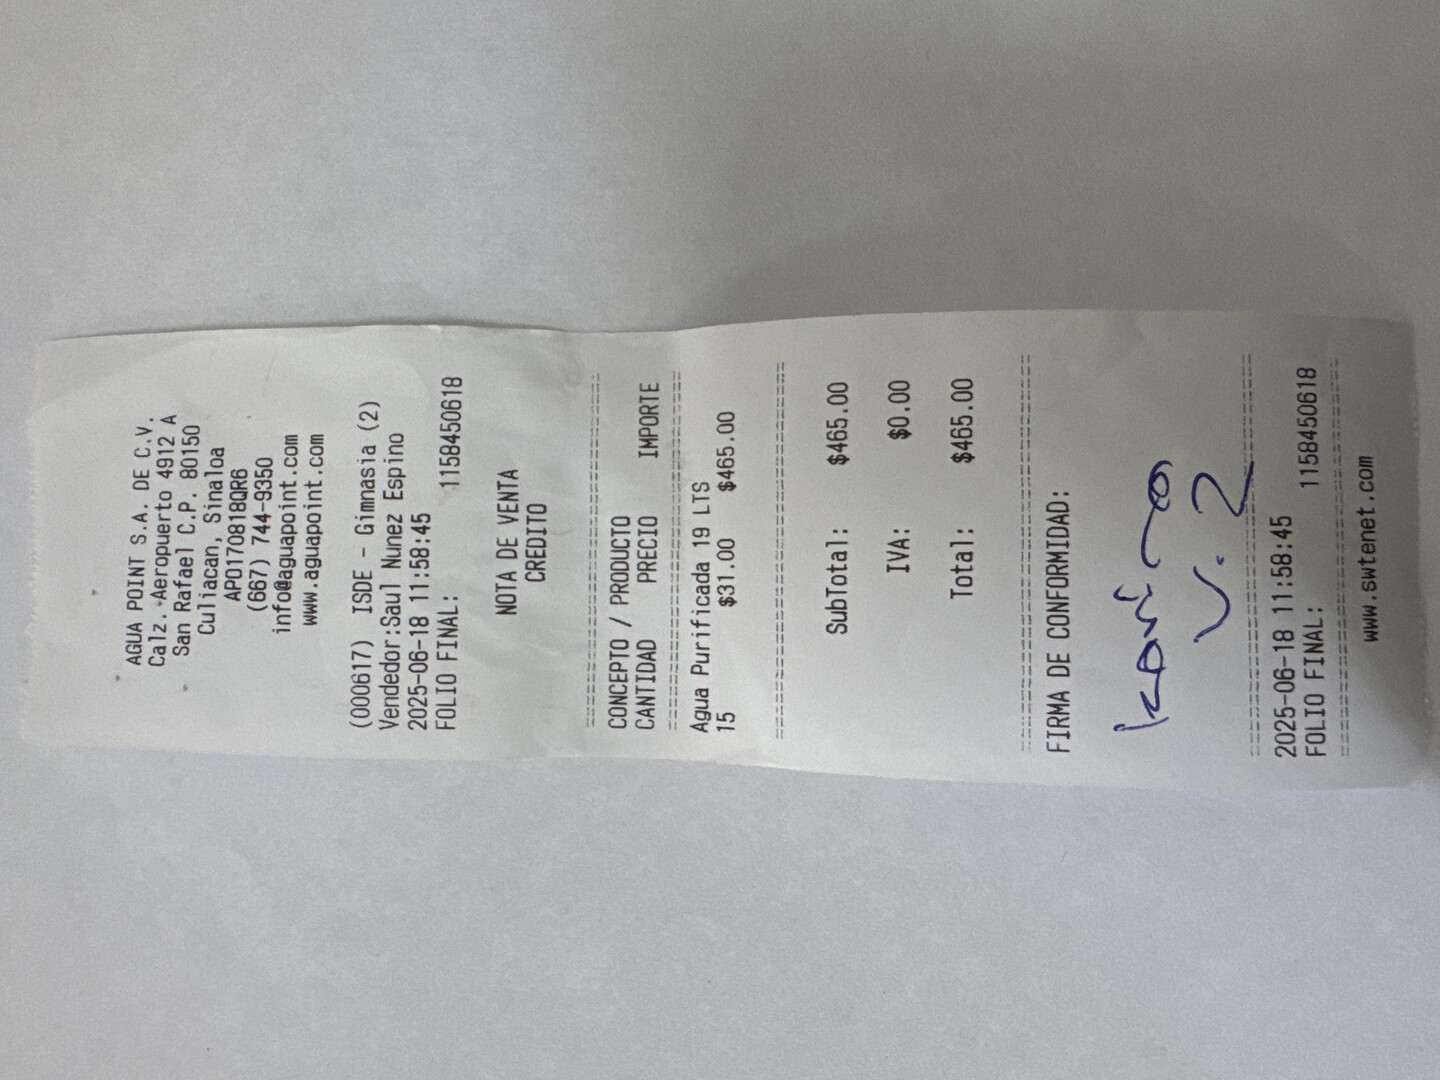 AGUA POINT S.A. DE C.V.
Calz. Aeropuerto 4912 A
San Rafael C.P. 80150
Culiacan, Sinaloa
APO170818QR6
(667) 744-9350
info@aguapoint.com
www.aguapoint.com
(000617) ISDE - Gimnasia (2)
Vendedor:Saul Nunez Espino
2025-06-18 11:58:45
FOLIO FINAL: 1158450618
NOTA DE VENTA
CREDITO
CONCEPTO / PRODUCTO
CANTIDAD PRECIO IMPORTE
Agua Purificada 19 LTS
15 $31.00 $465.00
SubTotal: $465.00
IVA: $0.00
Total: $465.00
FIRMA DE CONFORMIDAD:
V. 2
2025-06-18 11:58:45
FOLIO FINAL: 1158450618
www.swtenet.com